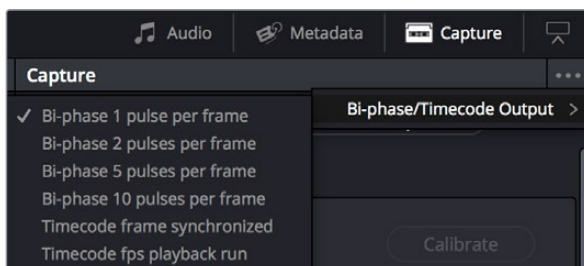 Audio
Metadata
Capture
Capture
Bi-phase/Timecode Output
Bi-phase 1 pulse per frame
Bi-phase 2 pulses per frame
Bi-phase 5 pulses per frame
Bi-phase 10 pulses per frame
Timecode frame synchronized
Timecode fps playback run
Calibrate